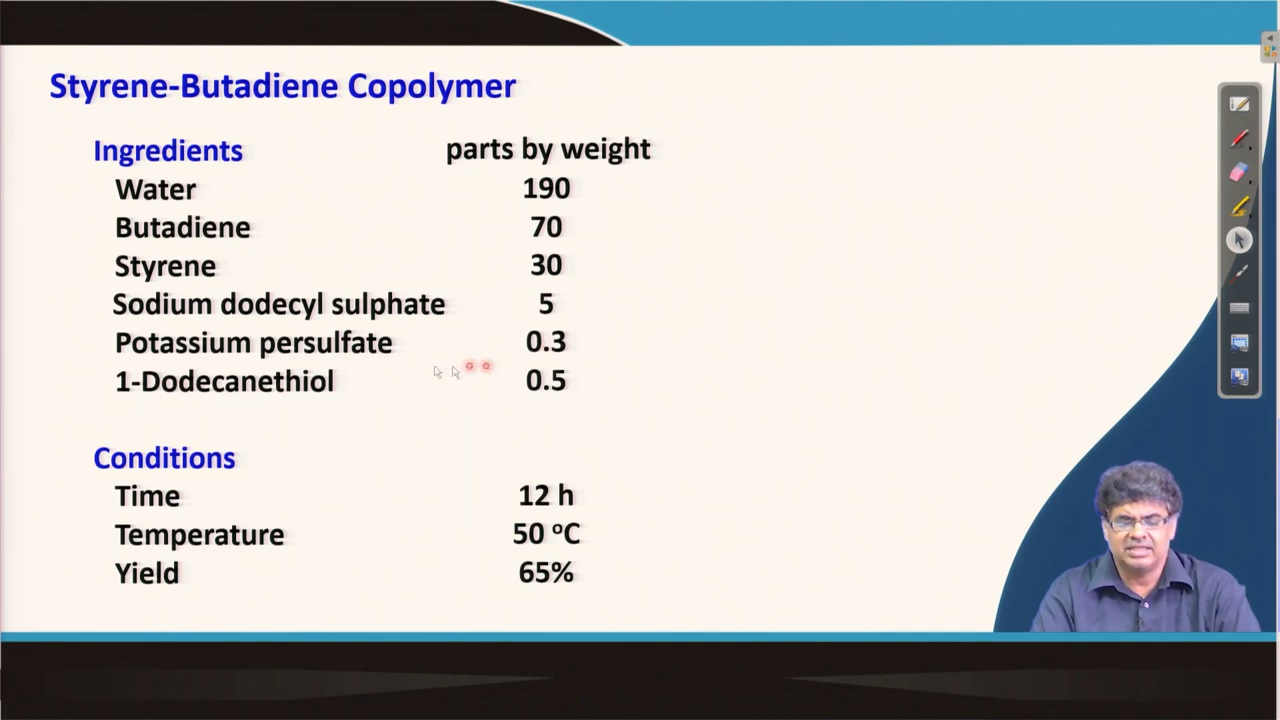 Styrene-Butadiene Copolymer
Ingredients parts by weight
Water 190
Butadiene 70
Styrene 30
Sodium dodecyl sulphate 5
Potassium persulfate 0.3
1-Dodecanethiol 0.5
Conditions
Time 12 h
Temperature 50 °C
Yield 65%